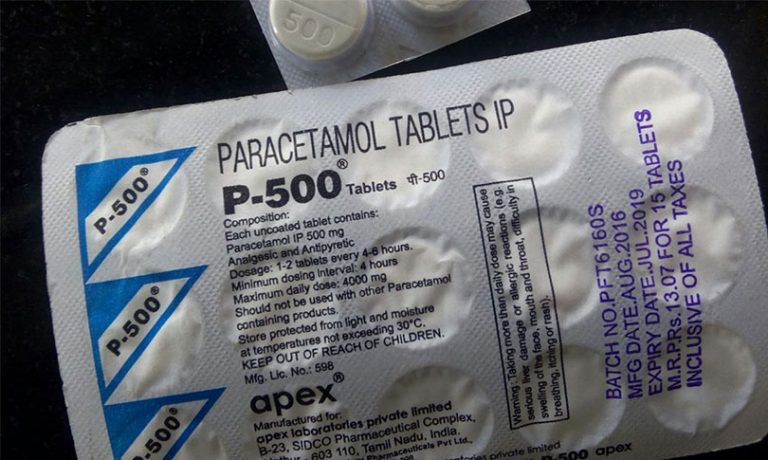 500
PARACETAMOL TABLETS IP
P-500® Tablets पी-500
Composition:
Each uncoated tablet contains:
Paracetamol IP 500 mg
Analgesic and Antipyretic
Dosage: 1-2 tablets every 4-6 hours.
Minimum dosing interval: 4 hours
Maximum daily dose: 4000 mg
Should not be used with other Paracetamol
containing products.
Store protected from light and moisture
at temperatures not exceeding 30°C.
KEEP OUT OF REACH OF CHILDREN.
Mfg. Lic. No.: 598
apex®
Manufactured for:
apex laboratories private limited
B-23, SIDCO Pharmaceutical Complex,
603 110, Tamil Nadu, India.
Pharmaceuticals Pvt Ltd.,
P-500®
P-500®
P-500®
Warning: Taking more than daily dose may cause
serious liver damage or allergic reactions (e.g.
swelling of the face, mouth and throat, difficulty in
breathing, itching or rash).
BATCH NO.PFT6160S
MFG DATE.AUG.2016
EXPIRY DATE.JUL.2019
M.R.P.Rs.13.07 FOR 15 TABLETS
INCLUSIVE OF ALL TAXES
private limited
P-500 apex